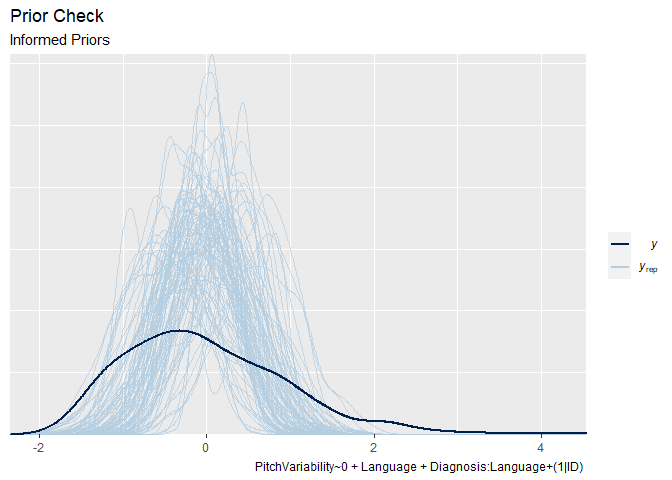 Prior Check
Informed Priors
y
y rep
-2
0
2
4
PitchVariability~0 + Language + Diagnosis:Language+(1|ID)